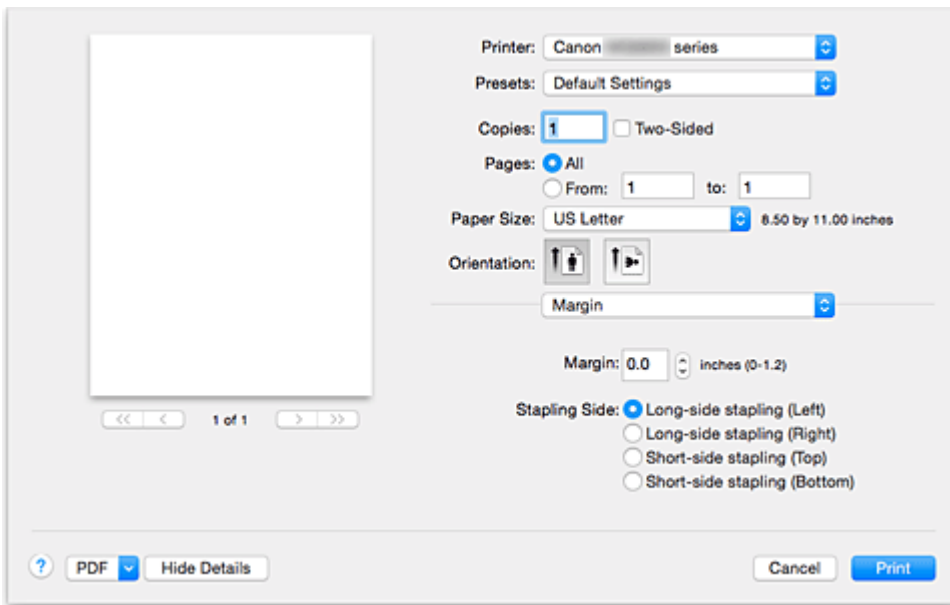 Printer: Canon series
Presets: Default Settings
Copies: 1 Two-Sided
Pages: All
From: 1 to: 1
Paper Size: US Letter 8.50 by 11.00 inches
Orientation:
Margin
Margin: 0.0 inches (0-1.2)
Stapling Side: Long-side stapling (Left)
Long-side stapling (Right)
Short-side stapling (Top)
Short-side stapling (Bottom)
<< < 1 of 1 > >>
? PDF Hide Details Cancel Print